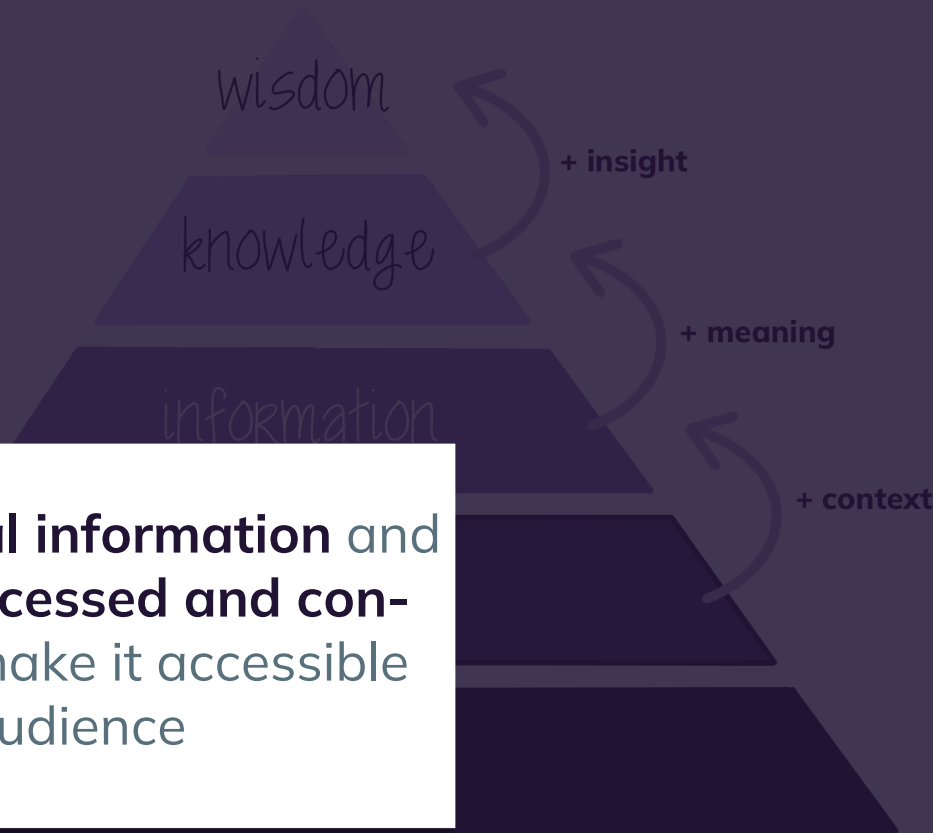 wisdom
+ insight
knowledge
+ meaning
information
+ context
l information and
cessed and con-
ake it accessible
udience